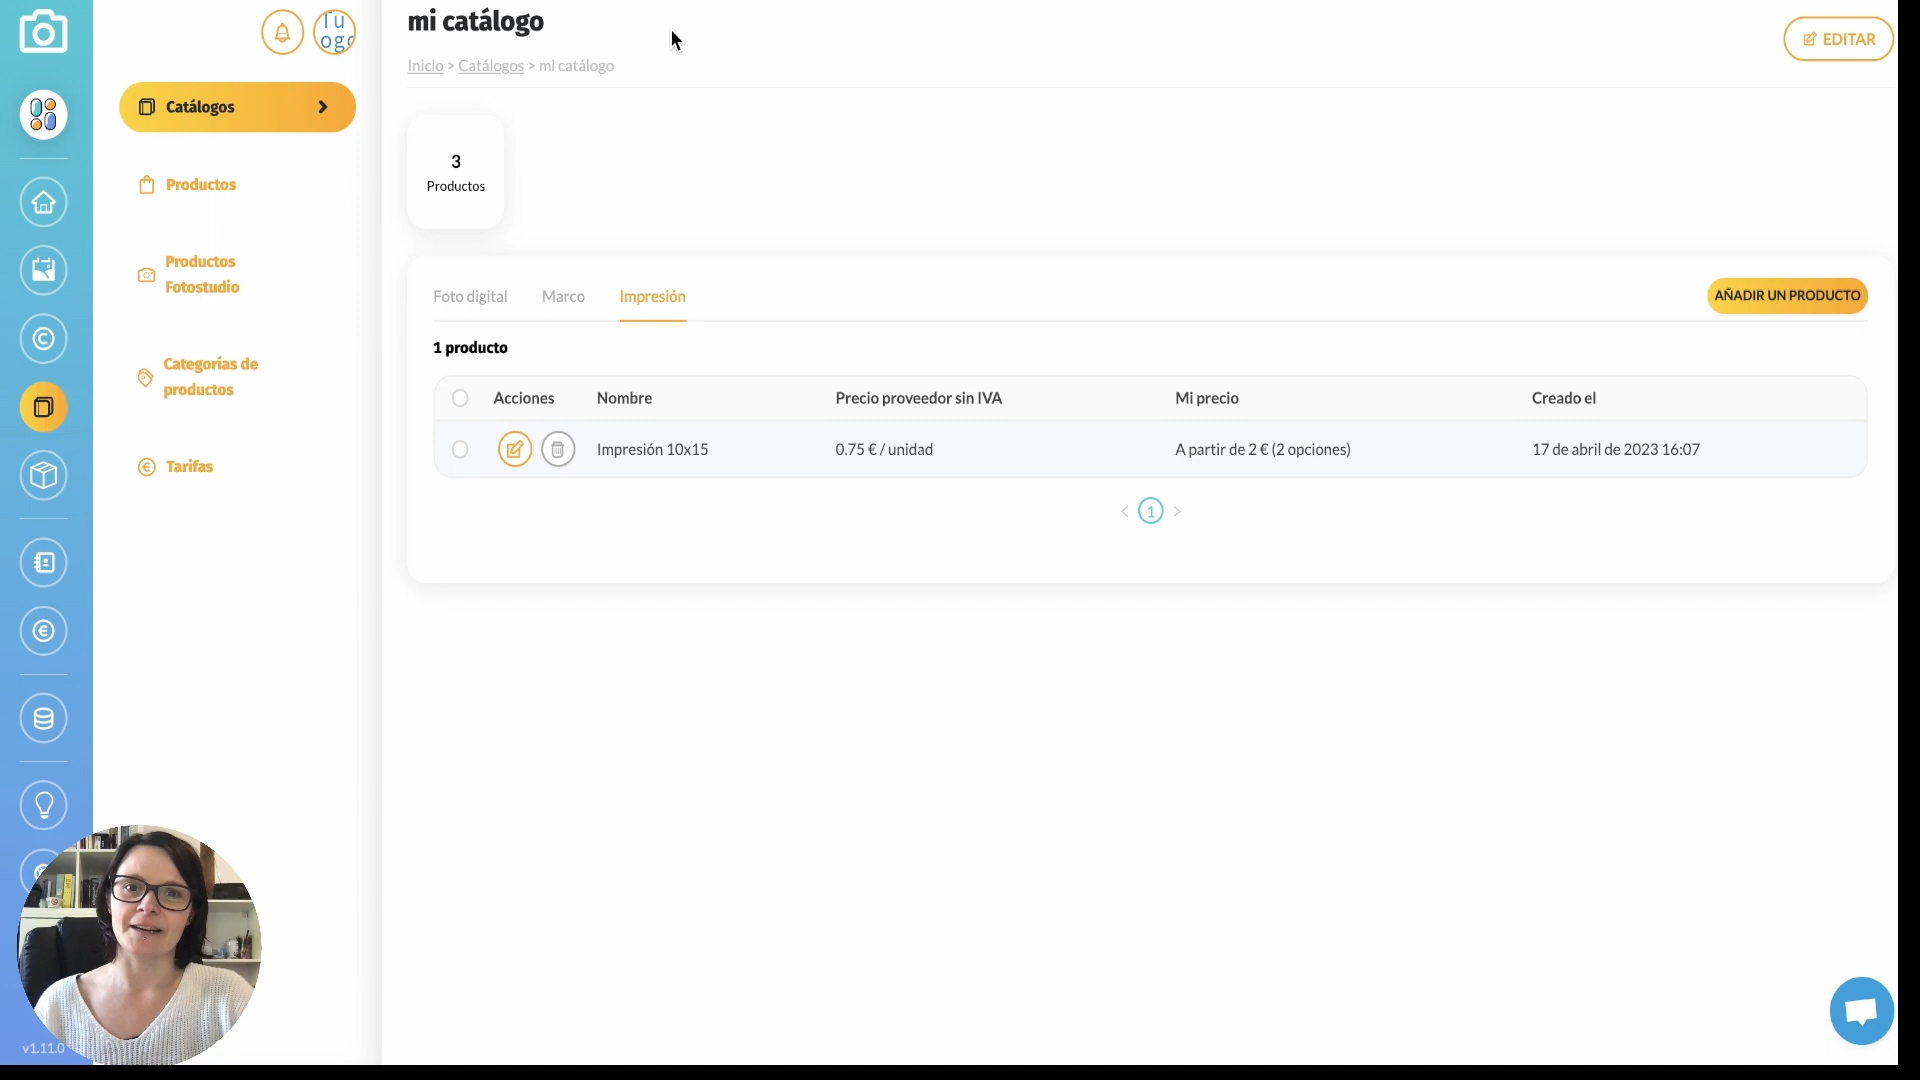 Tu
ogo
mi catálogo
EDITAR
Inicio > Catálogos > mi catálogo
Catálogos
3
Productos
Productos
Productos
Fotostudio
Categorías de
productos
Tarifas
Foto digital Marco Impresión
AÑADIR UN PRODUCTO
1 producto
Acciones Nombre Precio proveedor sin IVA Mi precio Creado el
Impresión 10x15 0.75 € / unidad A partir de 2 € (2 opciones) 17 de abril de 2023 16:07
< 1 >
v1.11.0